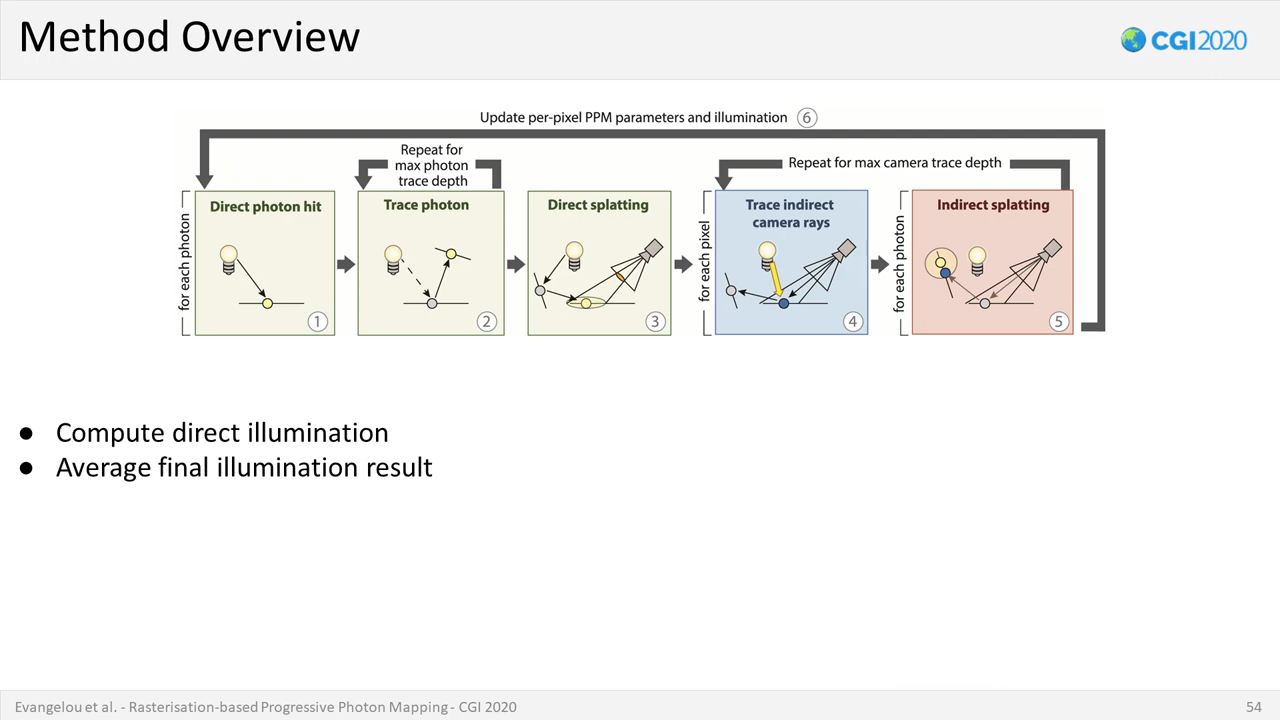 Method Overview
CGI2020
Update per-pixel PPM parameters and illumination 6
Repeat for
max photon
trace depth
Repeat for max camera trace depth
for each photon
Direct photon hit
1
Trace photon
2
Direct splatting
3
for each pixel
Trace indirect
camera rays
4
for each photon
Indirect splatting
5
● Compute direct illumination
● Average final illumination result
Evangelou et al. - Rasterisation-based Progressive Photon Mapping - CGI 2020
54